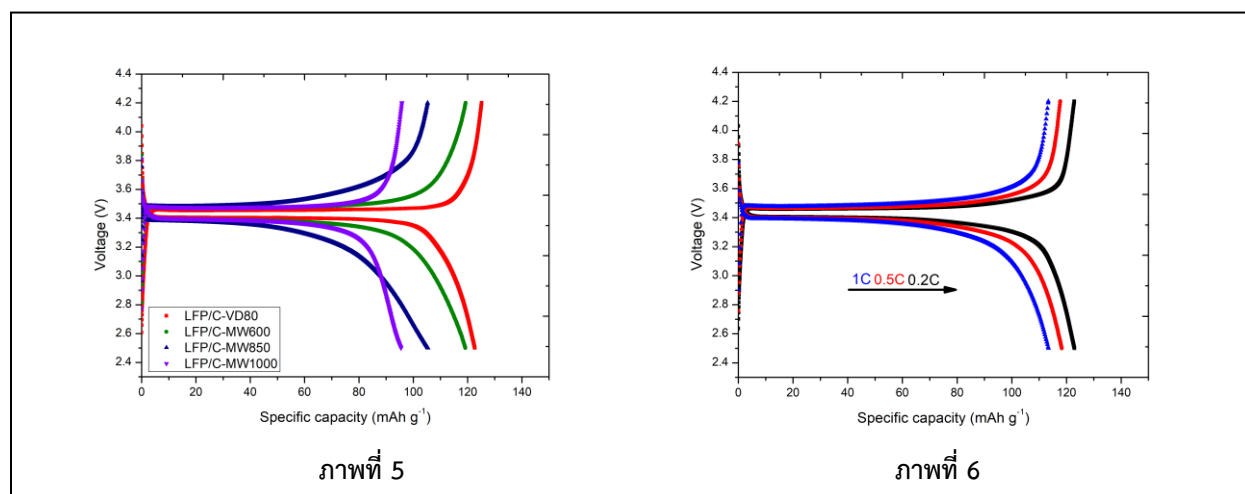 4.4
4.2
4.0
3.8
3.6
3.4
3.2
3.0
2.8
2.6
2.4
Voltage (V)
LFP/C-VD80
LFP/C-MW600
LFP/C-MW850
LFP/C-MW1000
0 20 40 60 80 100 120 140
Specific capacity (mAh g⁻¹)
ภาพที่ 5
4.4
4.2
4.0
3.8
3.6
3.4
3.2
3.0
2.8
2.6
2.4
Voltage (V)
1C 0.5C 0.2C
0 20 40 60 80 100 120 140
Specific capacity (mAh g⁻¹)
ภาพที่ 6